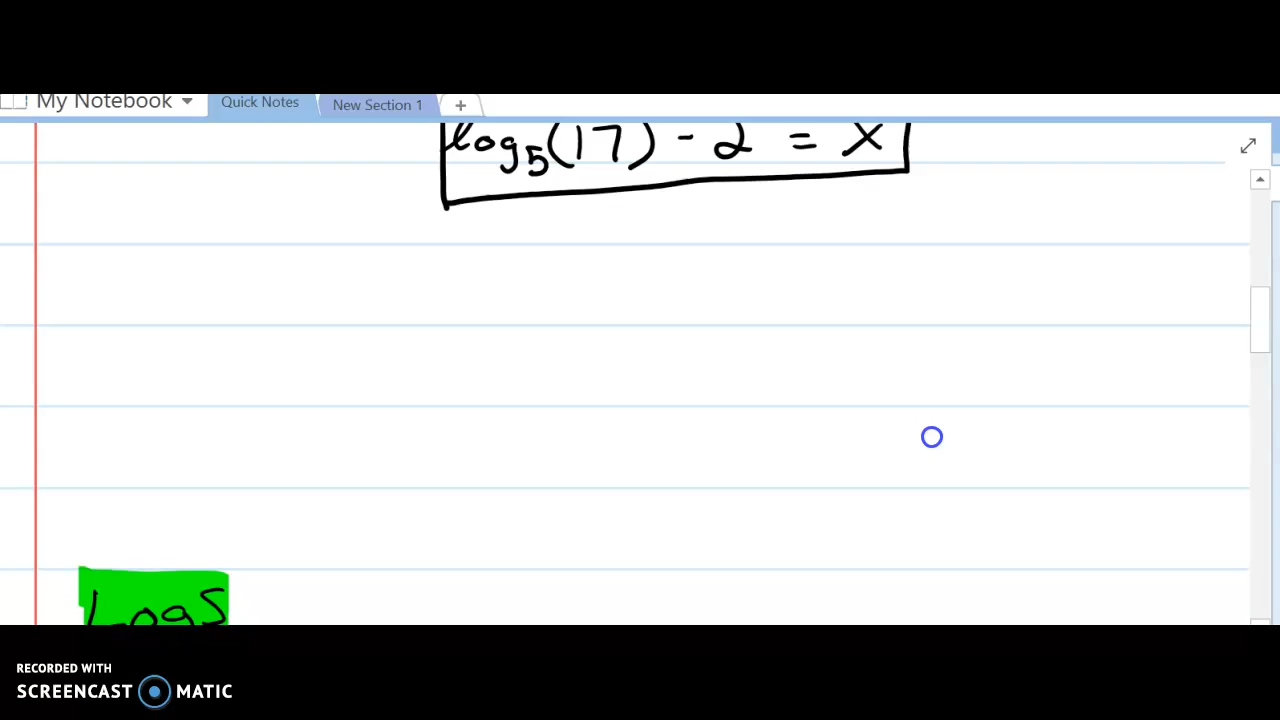 My Notebook Quick Notes New Section 1 +
log₅(17) - 2 = x
Logs
RECORDED WITH
SCREENCAST MATIC